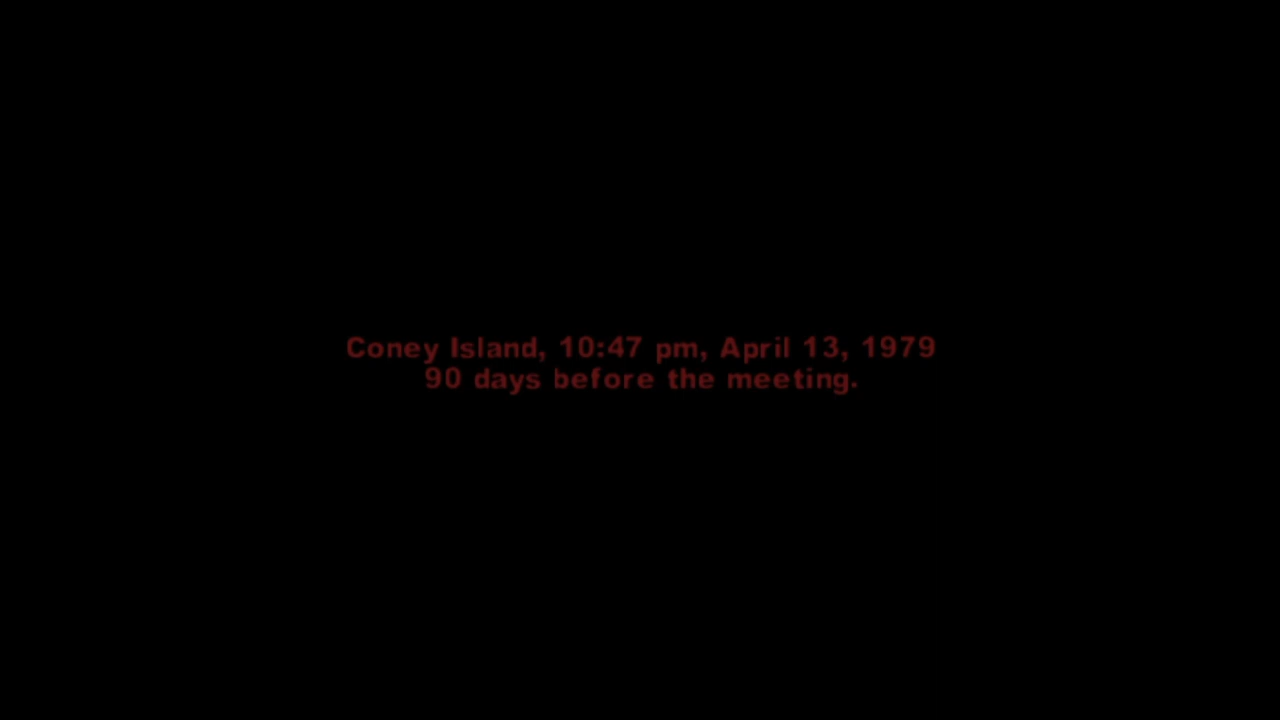 Coney Island, 10:47 pm, April 13, 1979
90 days before the meeting.